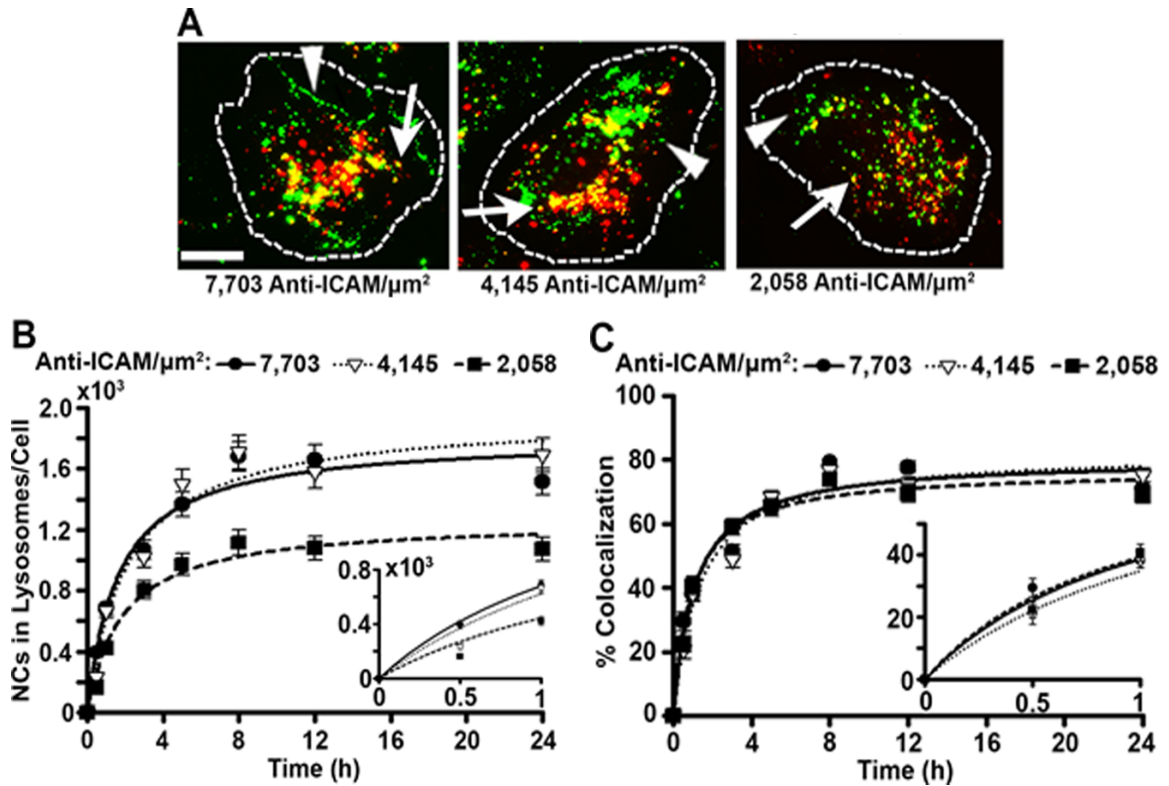 A
7,703 Anti-ICAM/µm² 4,145 Anti-ICAM/µm² 2,058 Anti-ICAM/µm²
B
Anti-ICAM/µm²: 7,703 4,145 2,058
x10³
NCs in Lysosomes/Cell
2.0
1.6
1.2
0.8
0.4
0
0 4 8 12 16 20 24
Time (h)
x10³
0.8
0.4
0
0 0.5 1
C
Anti-ICAM/µm²: 7,703 4,145 2,058
% Colocalization
100
80
60
40
20
0
0 4 8 12 16 20 24
Time (h)
40
20
0
0 0.5 1